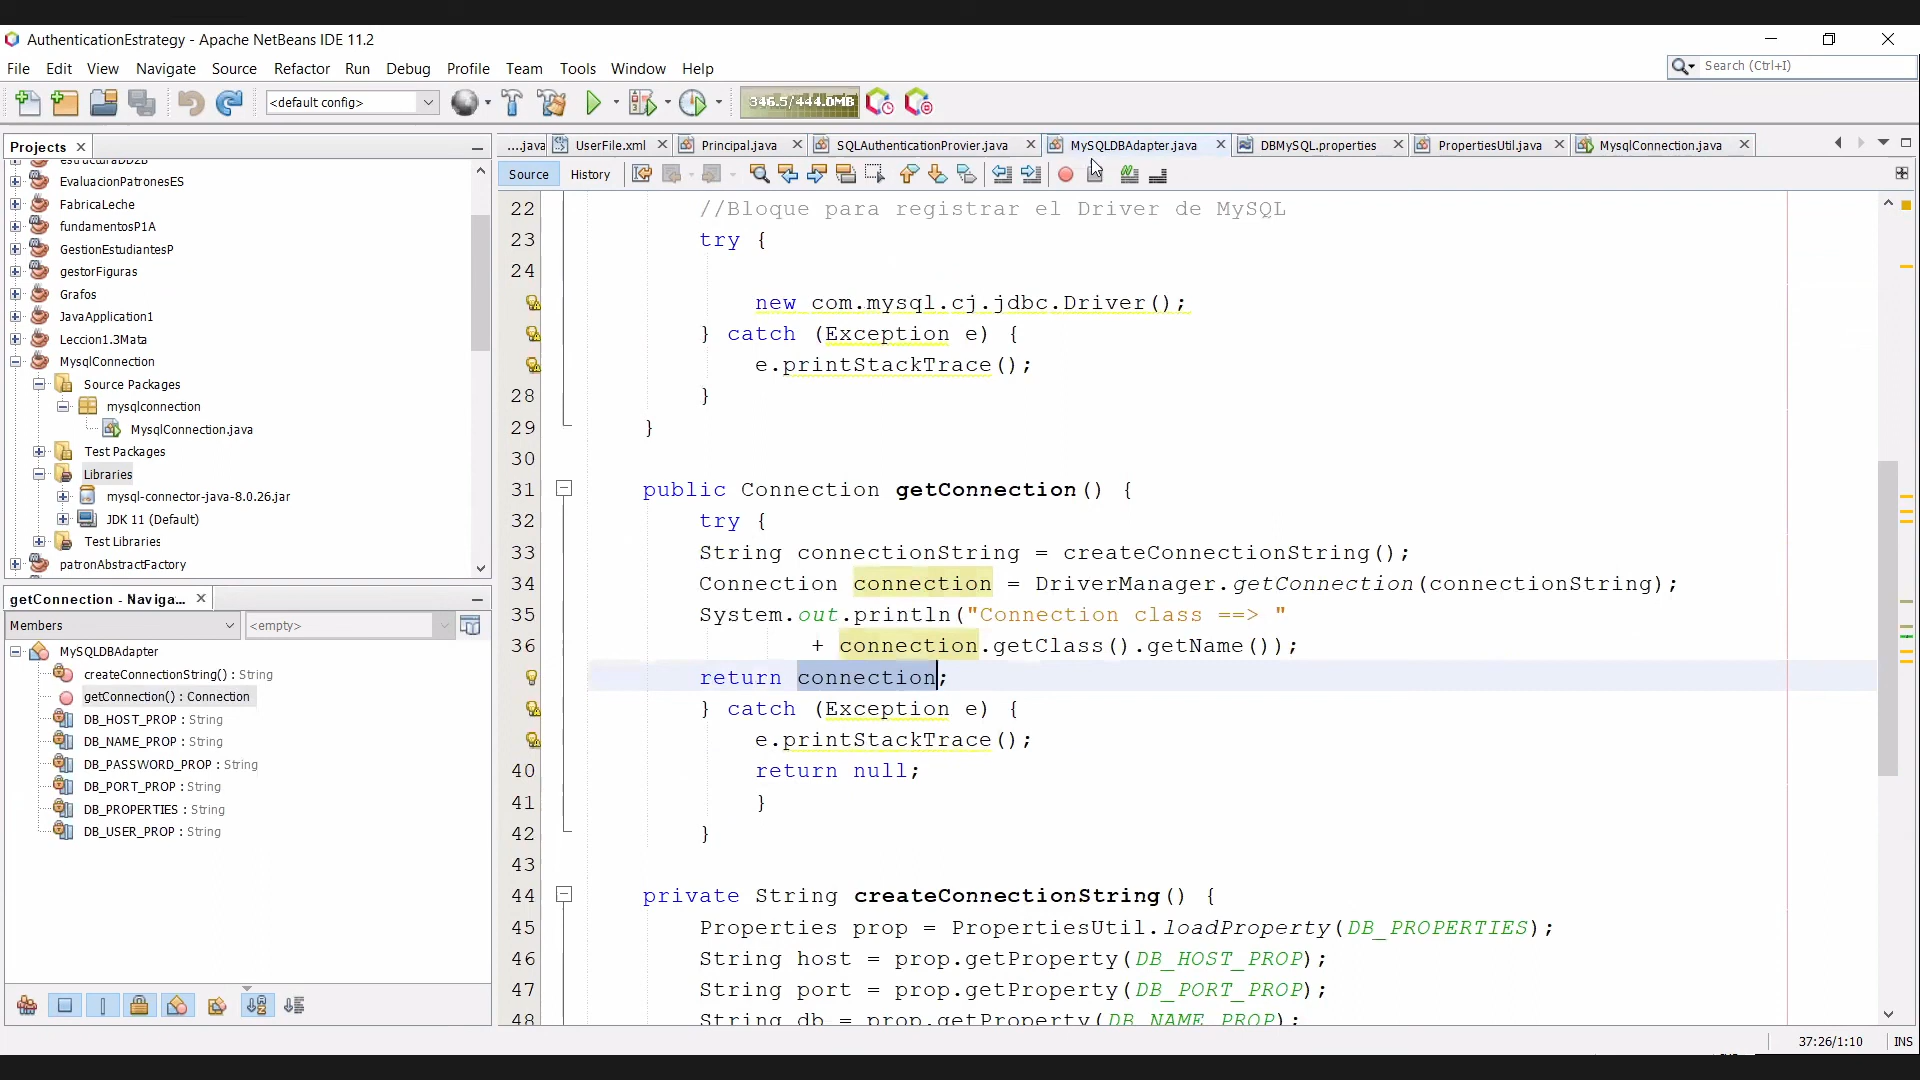 AuthenticationEstrategy - Apache NetBeans IDE 11.2
File Edit View Navigate Source Refactor Run Debug Profile Team Tools Window Help
Search (Ctrl+I)
<default config>
346.5/444.0MB
Projects
....java UserFile.xml Principal.java SQLAuthenticationProvier.java MySQLDBAdapter.java DBMySQL.properties PropertiesUtil.java MysqlConnection.java
Source History
estructuraDD2B
EvaluacionPatronesES
FabricaLeche
fundamentosP1A
GestionEstudiantesP
gestorFiguras
Grafos
JavaApplication1
Leccion1.3Mata
MysqlConnection
Source Packages
mysqlconnection
MysqlConnection.java
Test Packages
Libraries
mysql-connector-java-8.0.26.jar
JDK 11 (Default)
Test Libraries
patronAbstractFactory
getConnection - Naviga...
Members <empty>
MySQLDBAdapter
createConnectionString() : String
getConnection() : Connection
DB_HOST_PROP : String
DB_NAME_PROP : String
DB_PASSWORD_PROP : String
DB_PORT_PROP : String
DB_PROPERTIES : String
DB_USER_PROP : String
22 //Bloque para registrar el Driver de MySQL
23 try {
24
new com.mysql.cj.jdbc.Driver();
} catch (Exception e) {
e.printStackTrace();
28 }
29 }
30
31 public Connection getConnection() {
32 try {
33 String connectionString = createConnectionString();
34 Connection connection = DriverManager.getConnection(connectionString);
35 System.out.println("Connection class ==> "
36 + connection.getClass().getName());
return connection;
} catch (Exception e) {
e.printStackTrace();
40 return null;
41 }
42 }
43
44 private String createConnectionString() {
45 Properties prop = PropertiesUtil.loadProperty(DB_PROPERTIES);
46 String host = prop.getProperty(DB_HOST_PROP);
47 String port = prop.getProperty(DB_PORT_PROP);
48 String db = prop.getProperty(DB_NAME_PROP);
37:26/1:10 INS